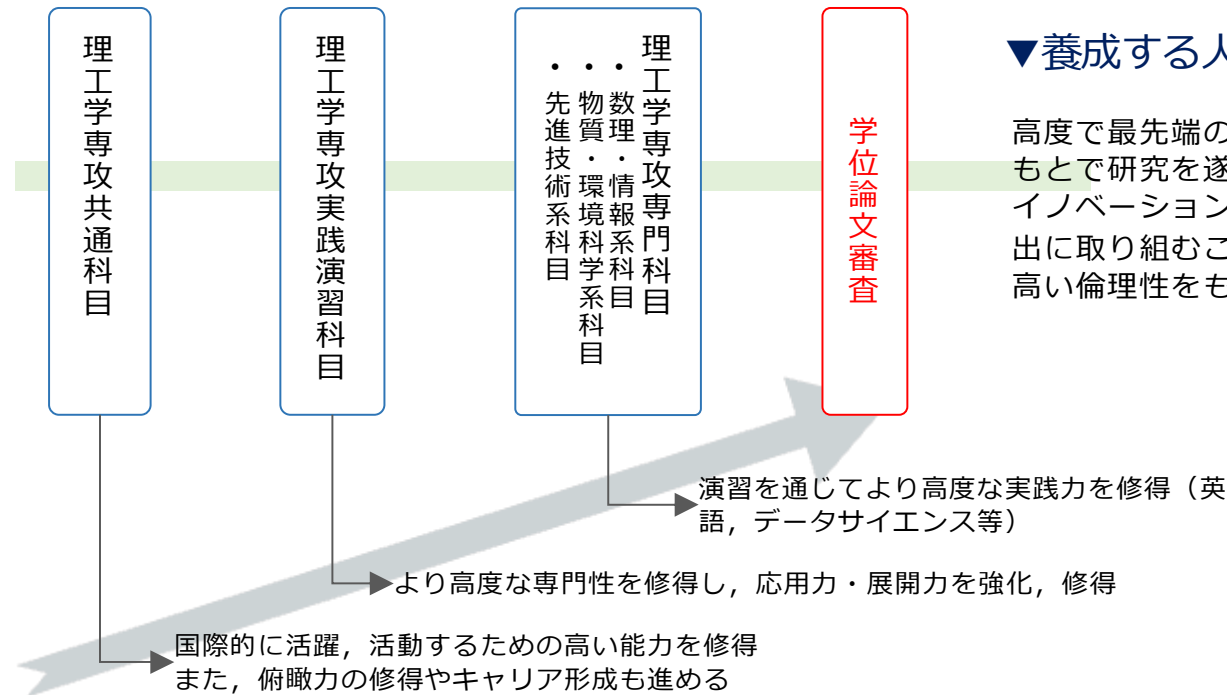 理工学専攻共通科目
理工学専攻実践演習科目
理工学専攻専門科目
・数理・情報系科目
・物質・環境科学系科目
・先進技術系科目
学位論文審査
▼養成する人
高度で最先端の
もとで研究を遂
イノベーション
出に取り組むこ
高い倫理性をも
演習を通じてより高度な実践力を修得（英
語，データサイエンス等）
より高度な専門性を修得し，応用力・展開力を強化，修得
国際的に活躍，活動するための高い能力を修得
また，俯瞰力の修得やキャリア形成も進める